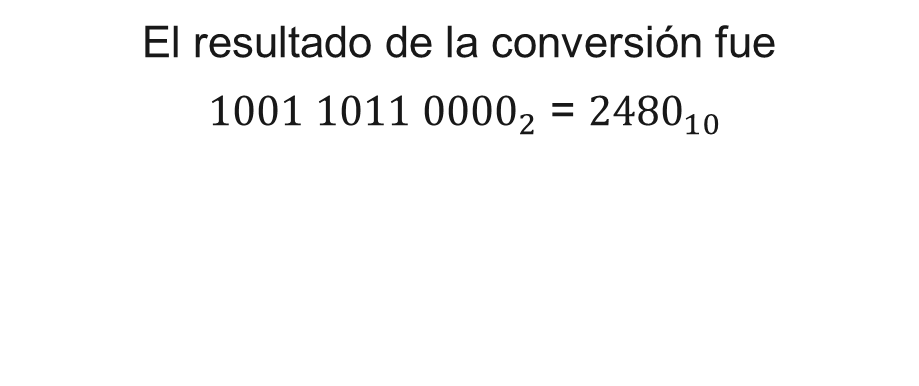 El resultado de la conversión fue
1001 1011 0000₂ = 2480₁₀